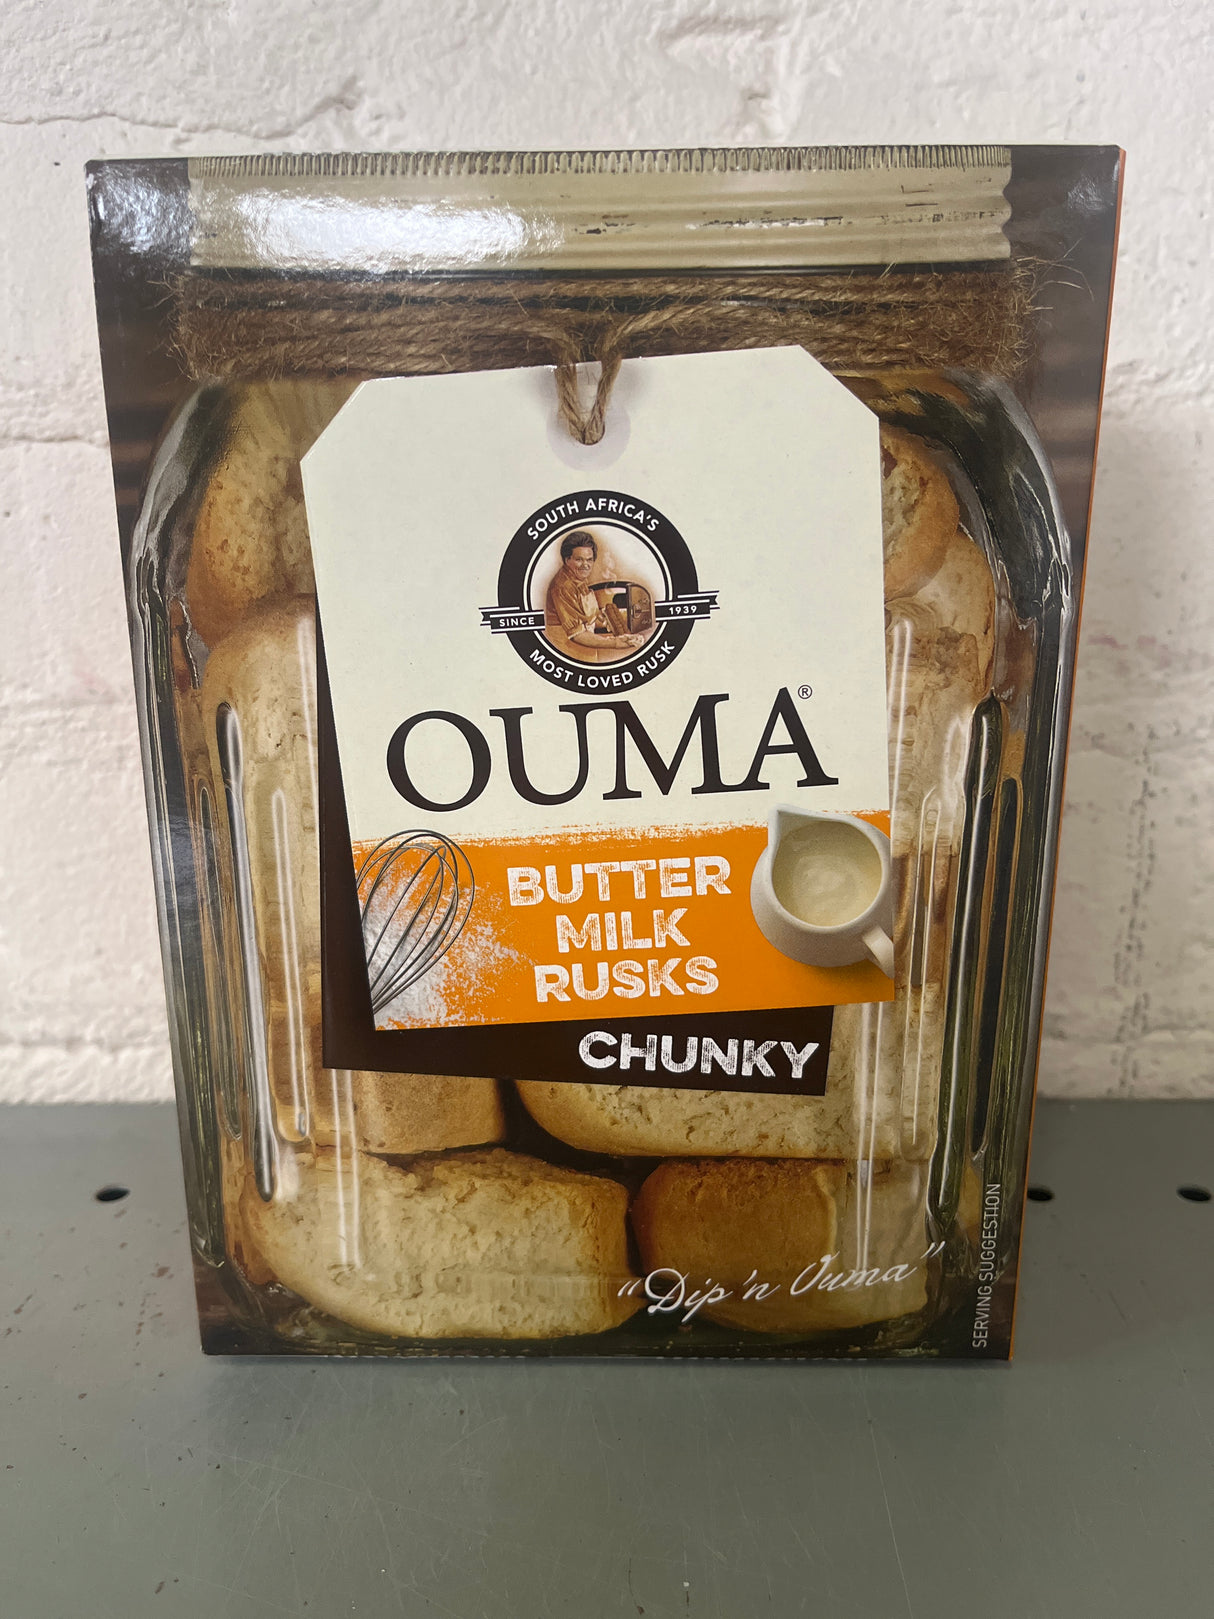 SOUTH AFRICA'S
SINCE 1939
MOST LOVED RUSK
OUMA®
BUTTER
MILK
RUSKS
CHUNKY
"Dip 'n Ouma"
SERVING SUGGESTION